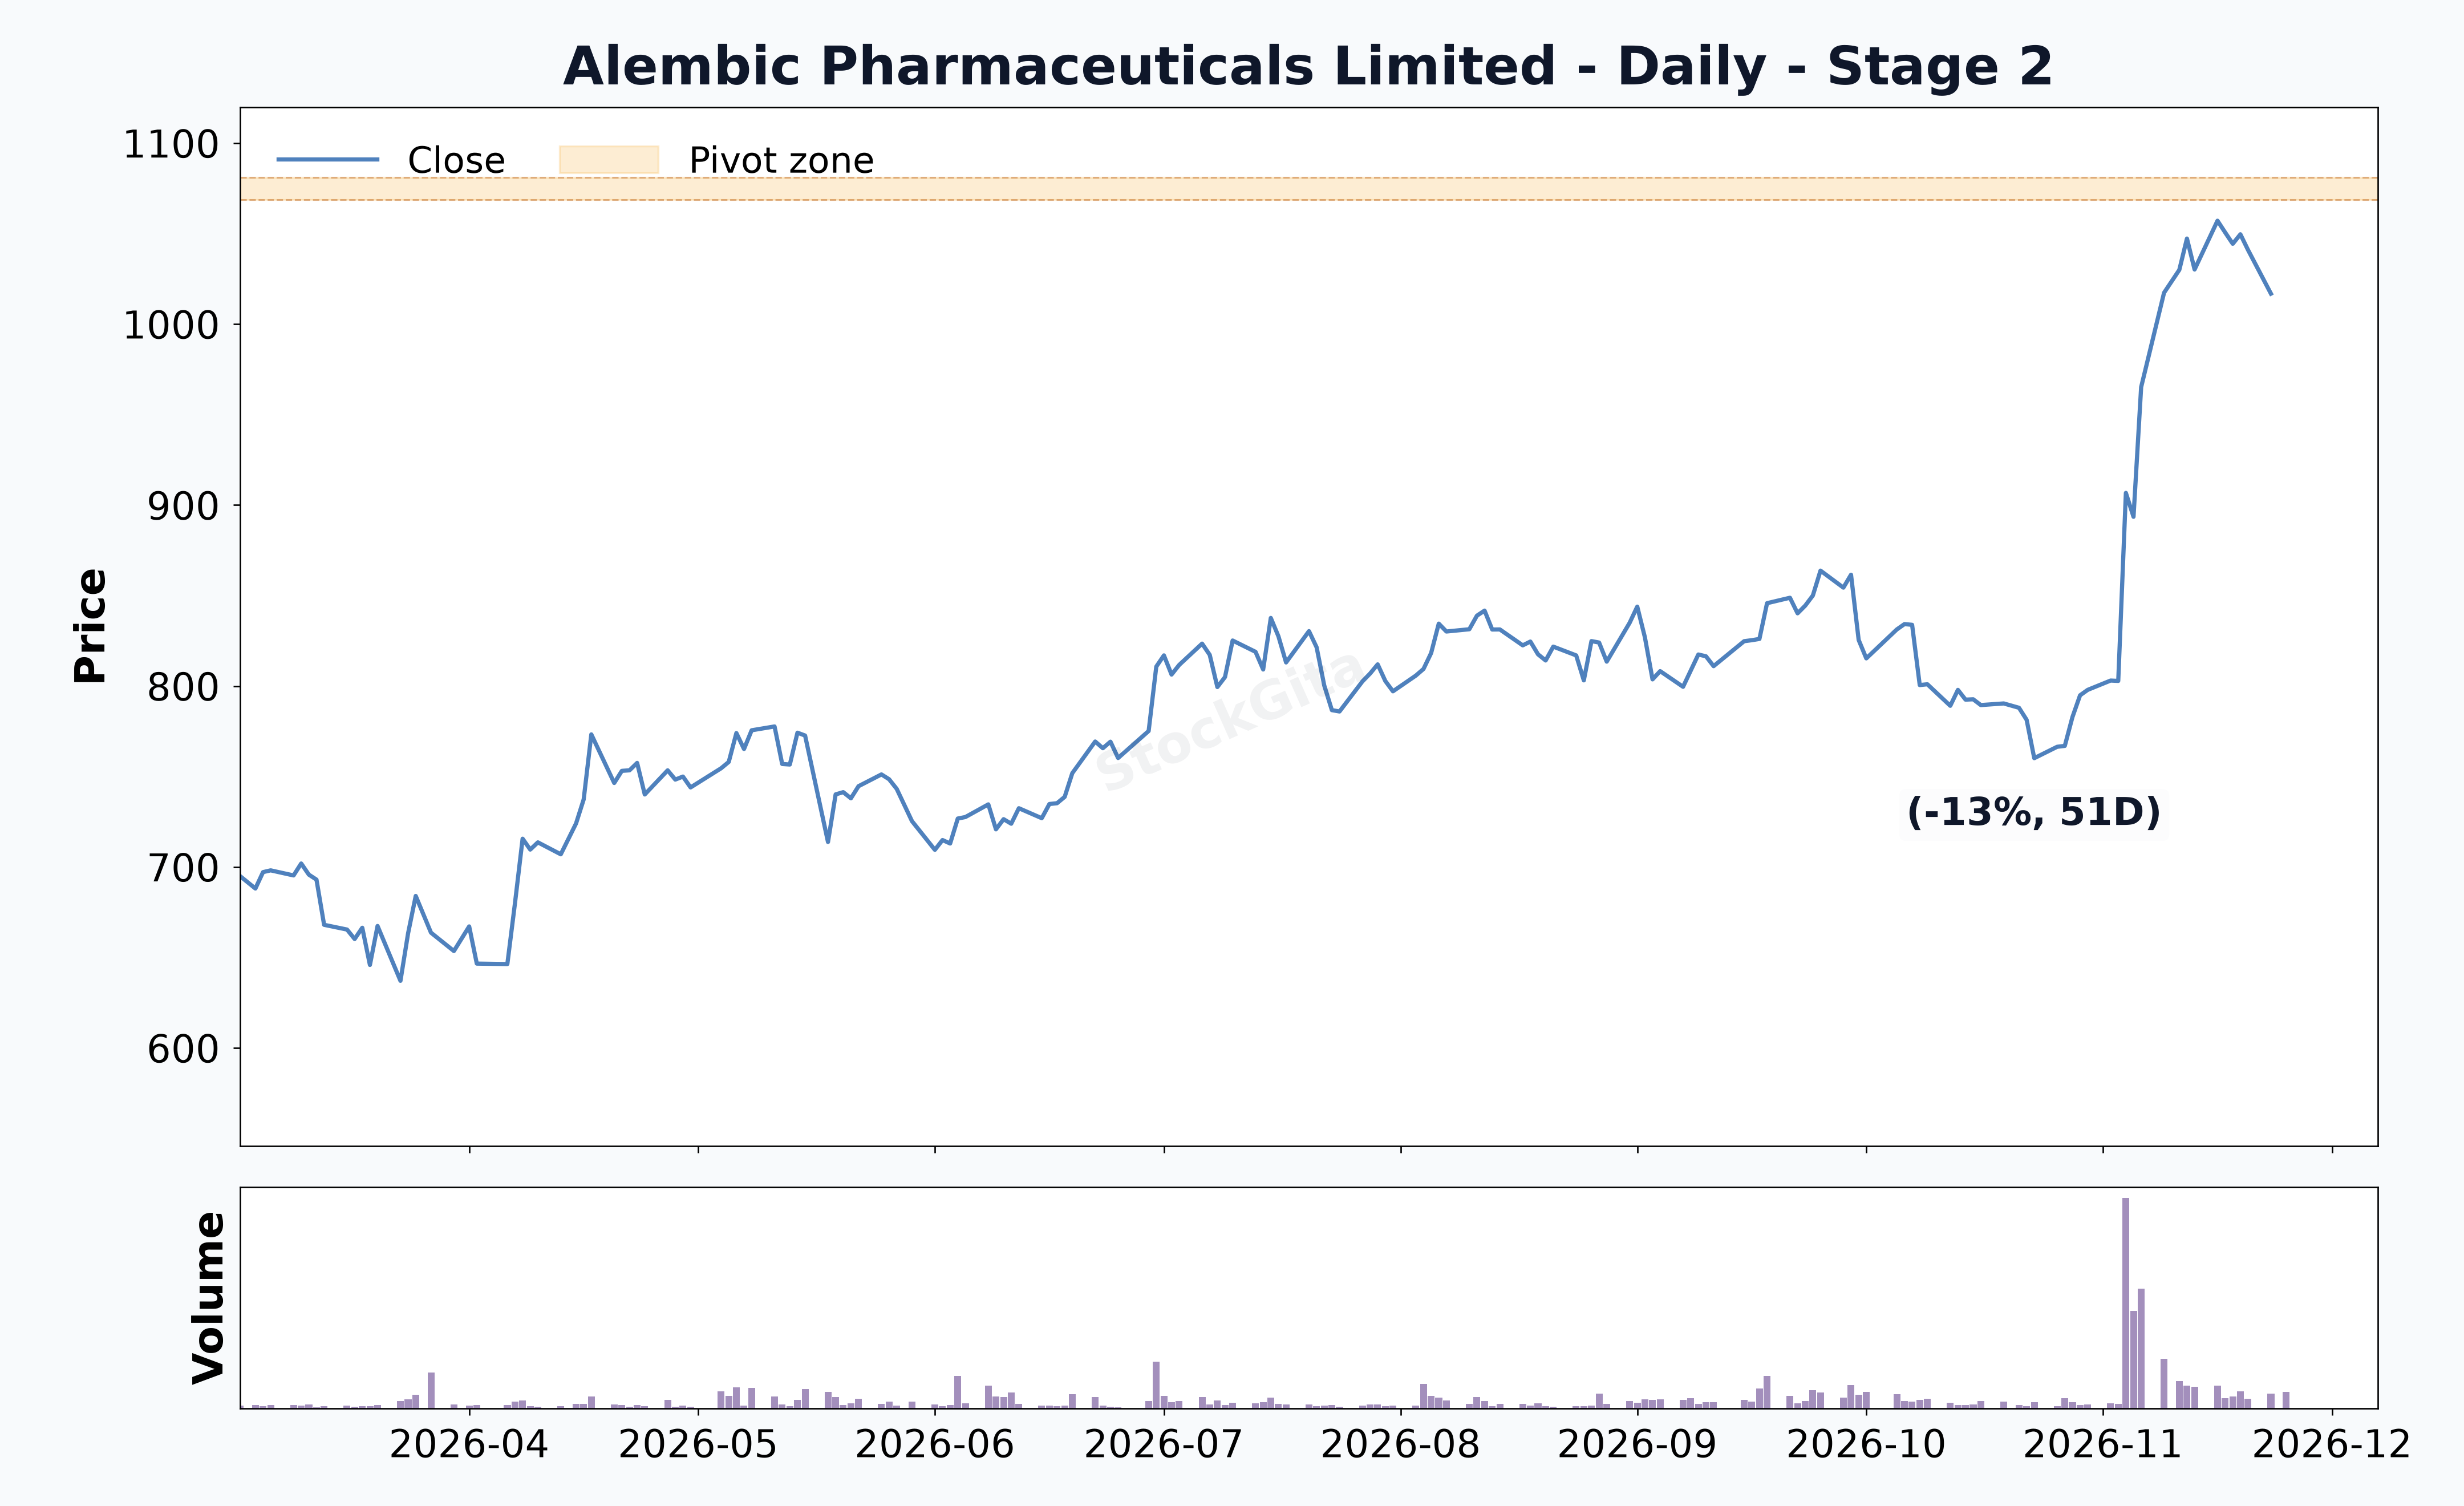 Alembic Pharmaceuticals Limited - Daily - Stage 2
Close
Pivot zone
1100
1000
900
800
700
600
Price
StockGita
(-13%, 51D)
Volume
2026-04
2026-05
2026-06
2026-07
2026-08
2026-09
2026-10
2026-11
2026-12